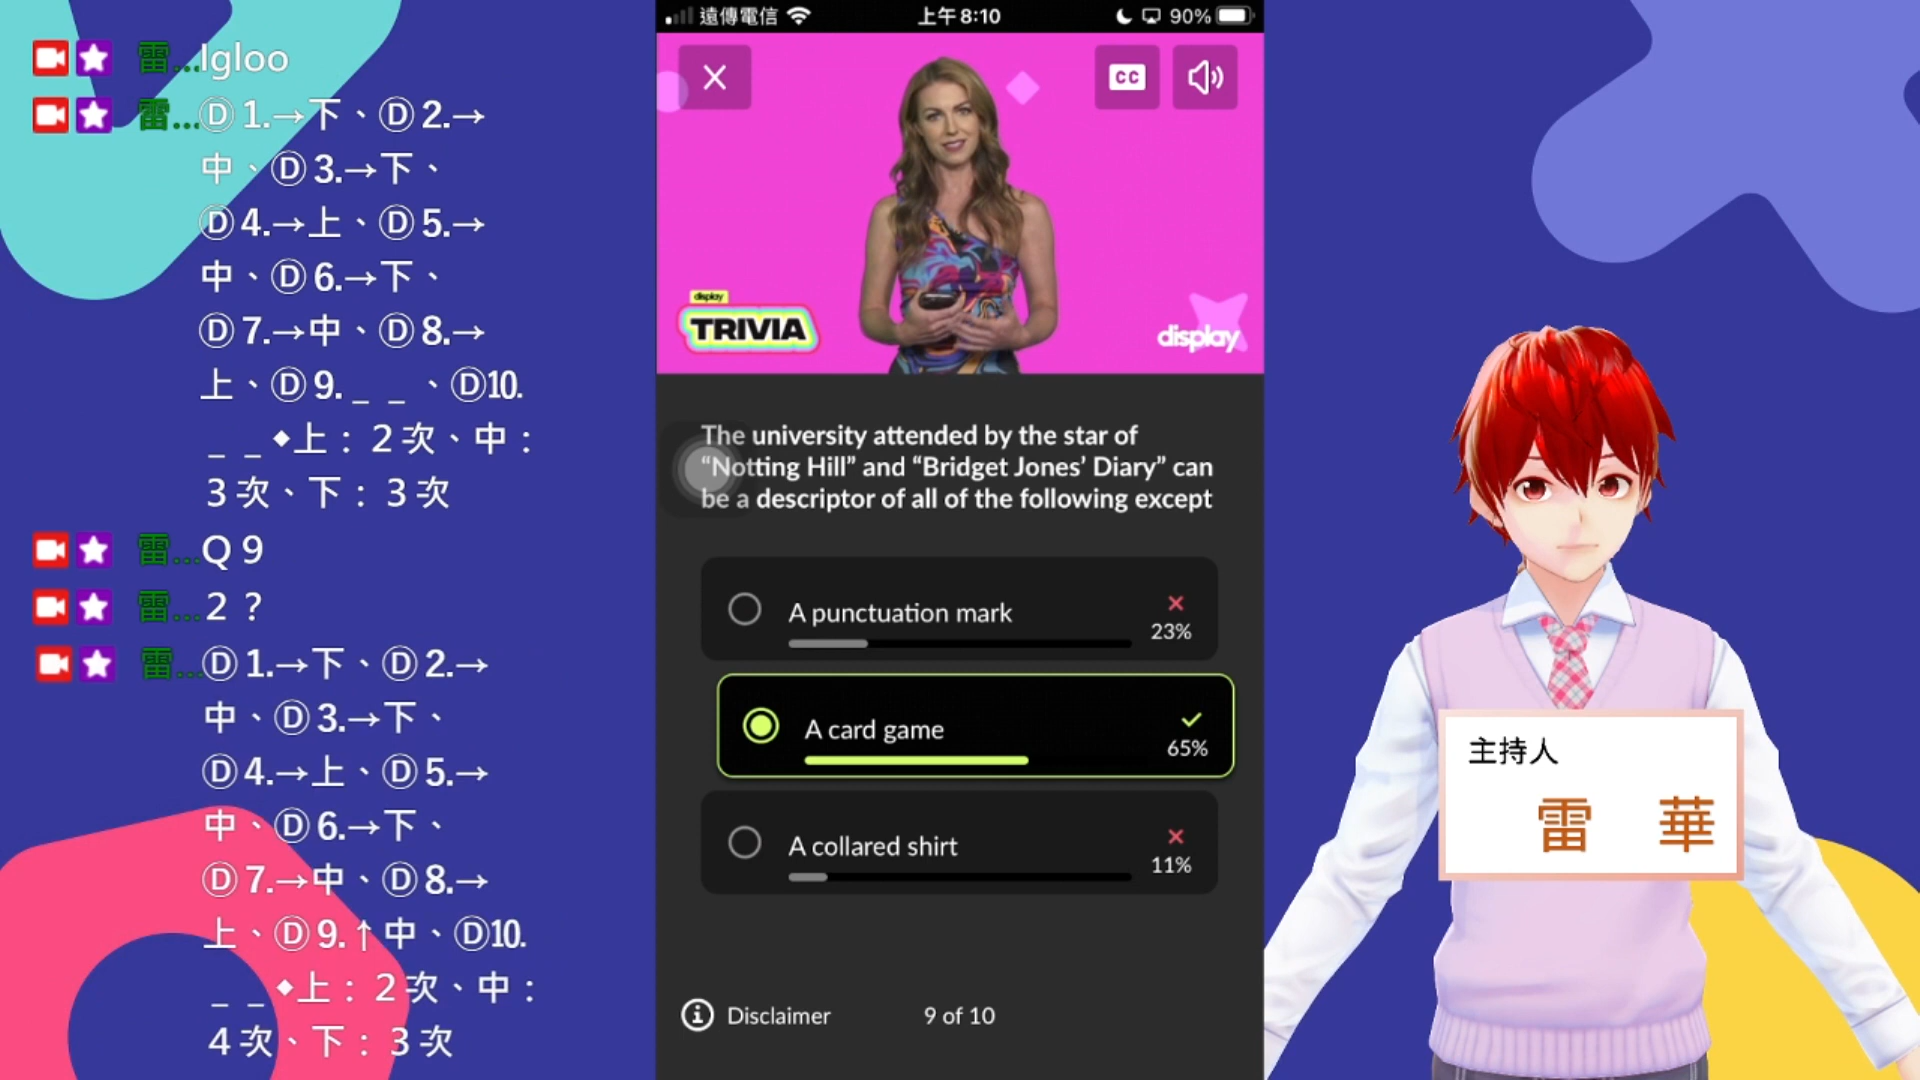 雷...Igloo
雷...Ⓓ1.→下、Ⓓ2.→
中、Ⓓ3.→下、
Ⓓ4.→上、Ⓓ5.→
中、Ⓓ6.→下、
Ⓓ7.→中、Ⓓ8.→
上、Ⓓ9.＿＿、Ⓓ10.
＿＿◆上：2次、中：
3次、下：3次
雷...Q9
雷...2？
雷...Ⓓ1.→下、Ⓓ2.→
中、Ⓓ3.→下、
Ⓓ4.→上、Ⓓ5.→
中、Ⓓ6.→下、
Ⓓ7.→中、Ⓓ8.→
上、Ⓓ9.↑中、Ⓓ10.
＿＿◆上：2次、中：
4次、下：3次
遠傳電信 上午8:10 90%
CC
display
TRIVIA
display
The university attended by the star of
“Notting Hill” and “Bridget Jones’ Diary” can
be a descriptor of all of the following except
A punctuation mark
23%
A card game
65%
A collared shirt
11%
Disclaimer 9 of 10
主持人
雷 華